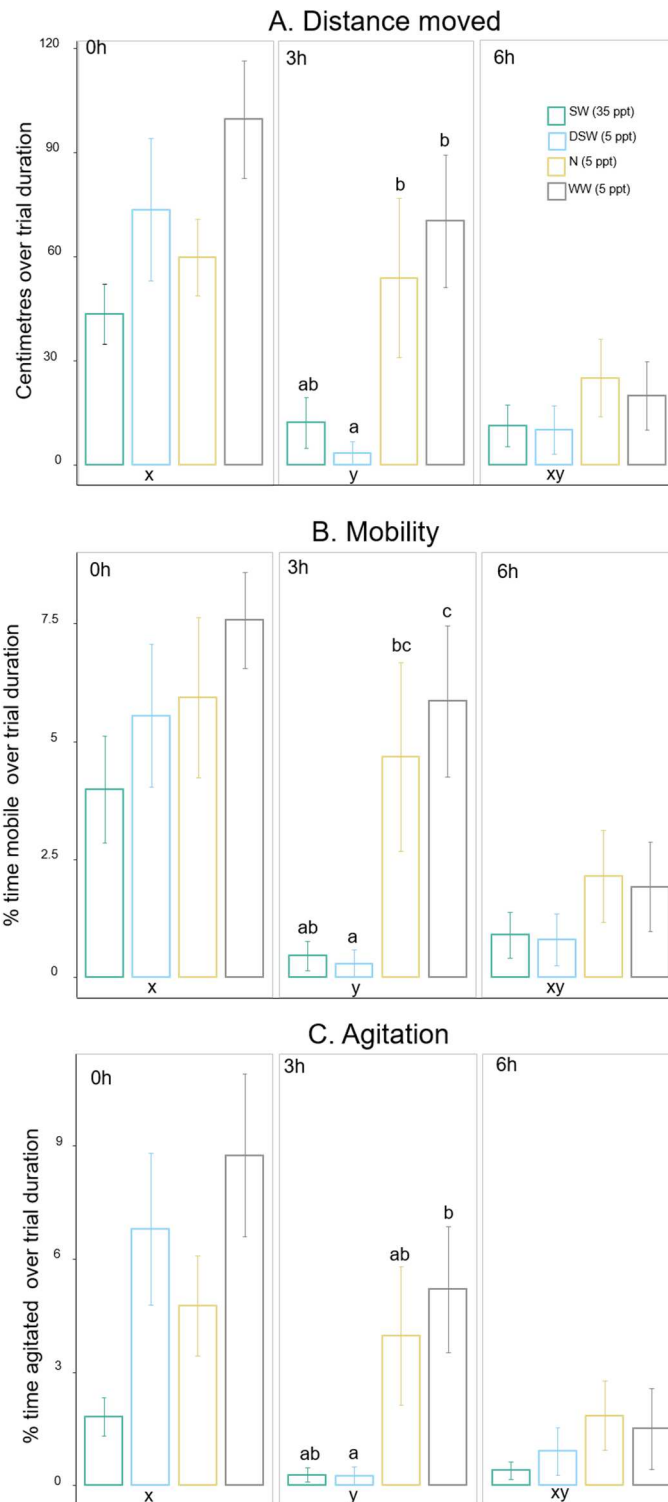 A. Distance moved
120
90
60
30
0
Centimetres over trial duration
0h
3h
6h
SW (35 ppt)
DSW (5 ppt)
N (5 ppt)
WW (5 ppt)
ab
a
b
b
x
y
xy
B. Mobility
7.5
5
2.5
0
% time mobile over trial duration
0h
3h
6h
ab
a
bc
c
x
y
xy
C. Agitation
9
6
3
0
% time agitated over trial duration
0h
3h
6h
ab
a
ab
b
x
y
xy